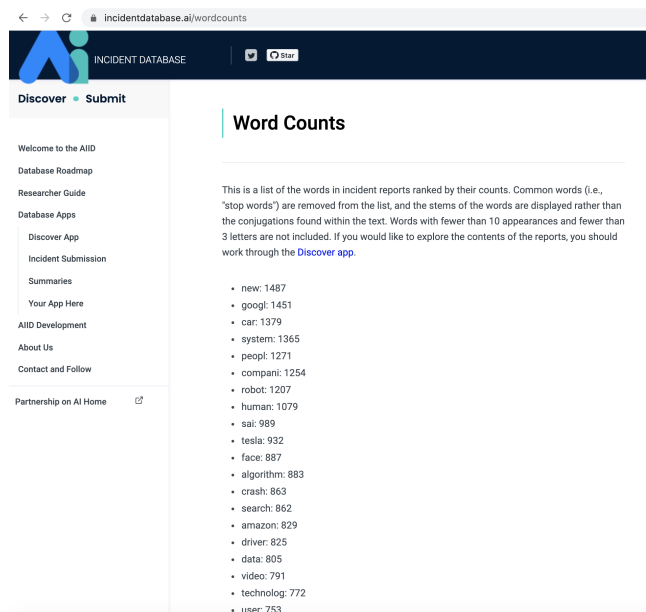 incidentdatabase.ai/wordcounts
Ai INCIDENT DATABASE
Star
Discover • Submit
Welcome to the AIID
Database Roadmap
Researcher Guide
Database Apps
Discover App
Incident Submission
Summaries
Your App Here
AIID Development
About Us
Contact and Follow
Partnership on AI Home
Word Counts
This is a list of the words in incident reports ranked by their counts. Common words (i.e.,
"stop words") are removed from the list, and the stems of the words are displayed rather than
the conjugations found within the text. Words with fewer than 10 appearances and fewer than
3 letters are not included. If you would like to explore the contents of the reports, you should
work through the Discover app.
• new: 1487
• googl: 1451
• car: 1379
• system: 1365
• peopl: 1271
• compani: 1254
• robot: 1207
• human: 1079
• sai: 989
• tesla: 932
• face: 887
• algorithm: 883
• crash: 863
• search: 862
• amazon: 829
• driver: 825
• data: 805
• video: 791
• technolog: 772
• user: 753